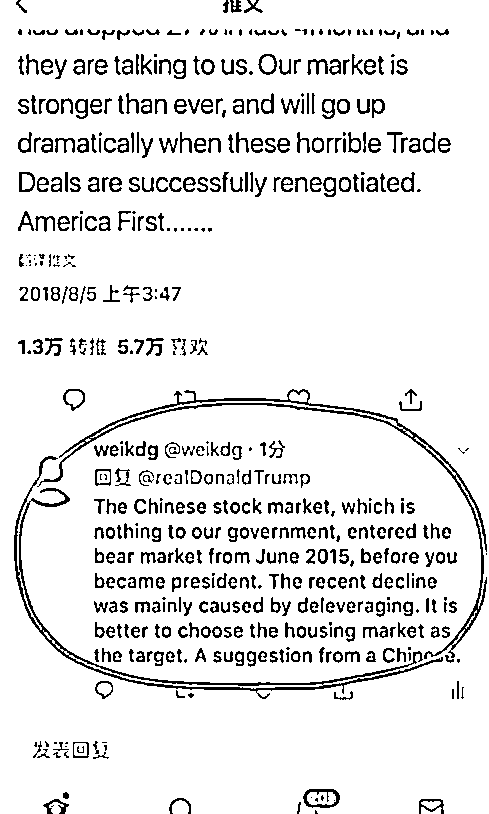 推文
they are talking to us. Our market is
stronger than ever, and will go up
dramatically when these horrible Trade
Deals are successfully renegotiated.
America First.......
翻译推文
2018/8/5 上午3:47
1.3万 转推 5.7万 喜欢
weikdg @weikdg · 1分
回复 @realDonaldTrump
The Chinese stock market, which is
nothing to our government, entered the
bear market from June 2015, before you
became president. The recent decline
was mainly caused by deleveraging. It is
better to choose the housing market as
the target. A suggestion from a Chinese.
发表回复